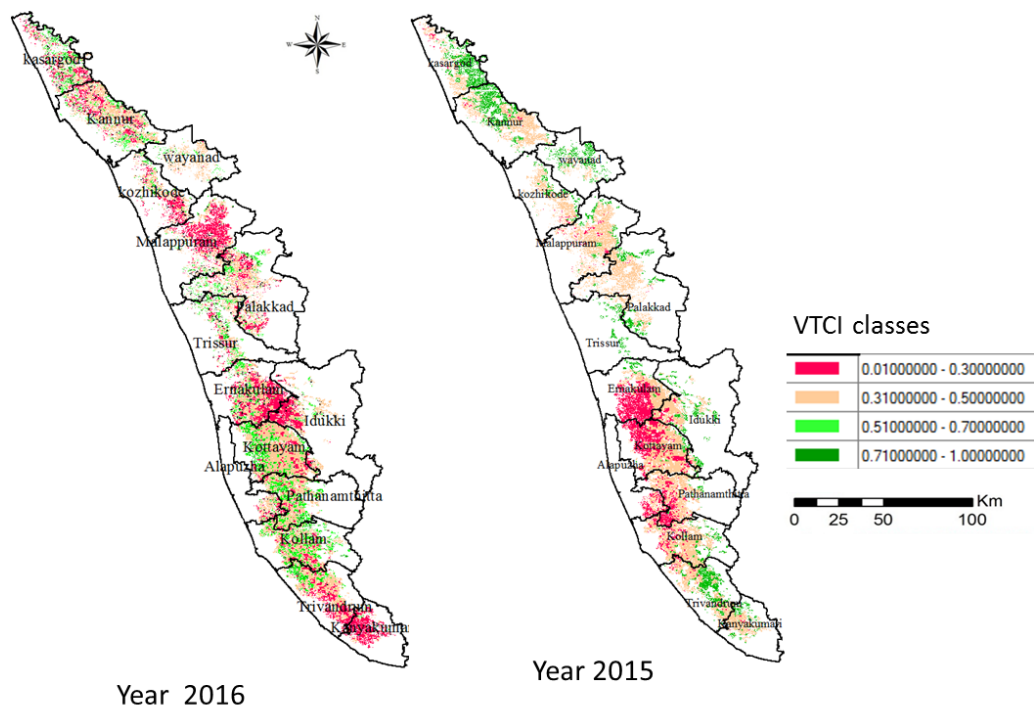 N
W
E
S
kasargod
Kannur
wayanad
kozhikode
Malappuram
Palakkad
Trissur
Ernakulam
Idukki
Kottayam
Alapuzha
Pathanamthitta
Kollam
Trivandrum
Kanyakumar
Year 2016
kasargod
Kannur
wayanad
kozhikode
Malappuram
Palakkad
Trissur
Ernakulam
Idukki
Kottayam
Alapuzha
Pathanamthitta
Kollam
Trivandrum
Kanyakumari
Year 2015
VTCI classes
0.01000000 - 0.30000000
0.31000000 - 0.50000000
0.51000000 - 0.70000000
0.71000000 - 1.00000000
Km
0 25 50 100